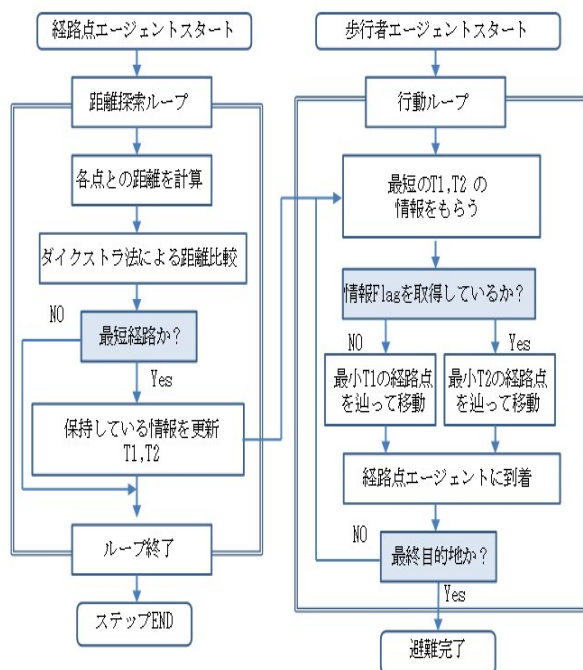 経路点エージェントスタート
距離探索ループ
各点との距離を計算
ダイクストラ法による距離比較
NO
最短経路か?
Yes
保持している情報を更新
T1,T2
ループ終了
ステップEND
歩行者エージェントスタート
行動ループ
最短のT1,T2 の
情報をもらう
情報Flagを取得しているか?
NO
Yes
最小T1の経路点
を辿って移動
最小T2の経路点
を辿って移動
経路点エージェントに到着
NO
最終目的地か?
Yes
避難完了